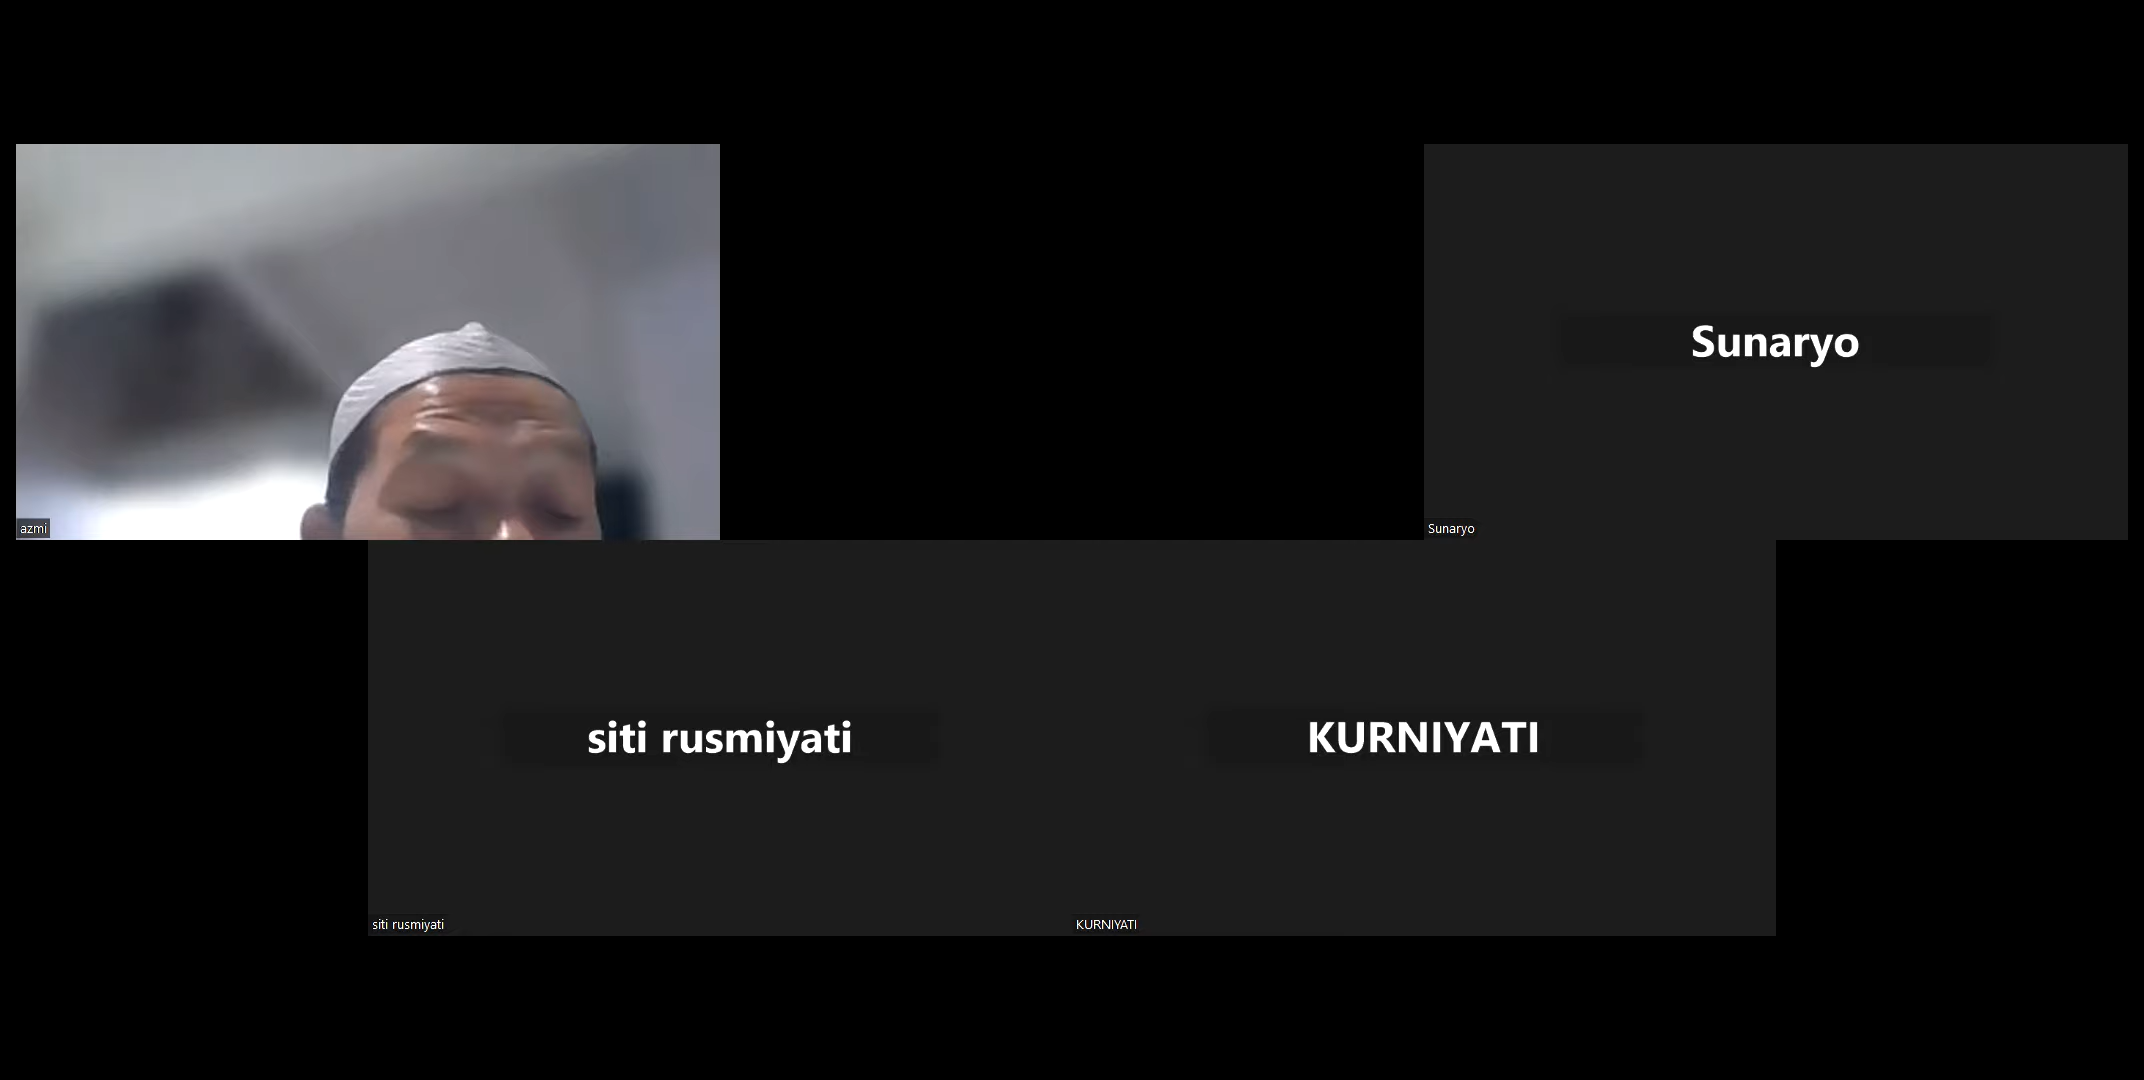 azmi
Sunaryo
Sunaryo
siti rusmiyati
siti rusmiyati
KURNIYATI
KURNIYATI